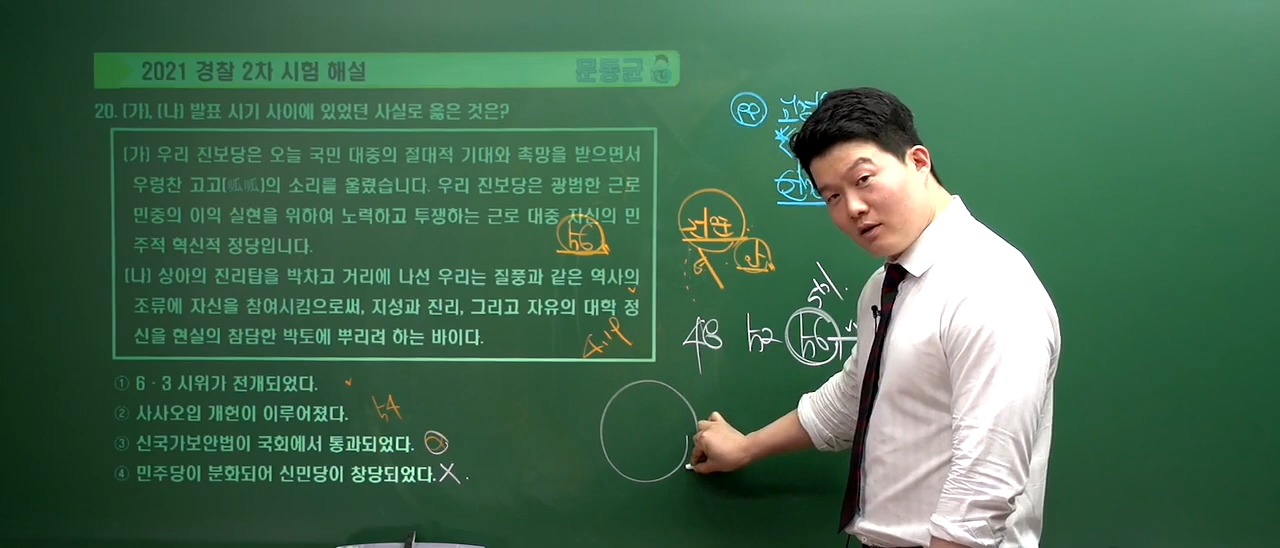 2021 경찰 2차 시험 해설
문동균
20. (가), (나) 발표 시기 사이에 있었던 사실로 옳은 것은?
(가) 우리 진보당은 오늘 국민 대중의 절대적 기대와 촉망을 받으면서
우렁찬 고고( )의 소리를 울렸습니다. 우리 진보당은 광범한 근로
민중의 이익 실현을 위하여 노력하고 투쟁하는 근로 대중 자신의 민
주적 혁신적 정당입니다.
56
(나) 상아의 진리탑을 박차고 거리에 나선 우리는 질풍과 같은 역사의
조류에 자신을 참여시킴으로써, 지성과 진리, 그리고 자유의 대학 정
신을 현실의 참담한 박토에 뿌리려 하는 바이다.
4.19
① 6·3 시위가 전개되었다.
② 사사오입 개헌이 이루어졌다.
54
③ 신국가보안법이 국회에서 통과되었다.
④ 민주당이 분화되어 신민당이 창당되었다. X
48 52 56